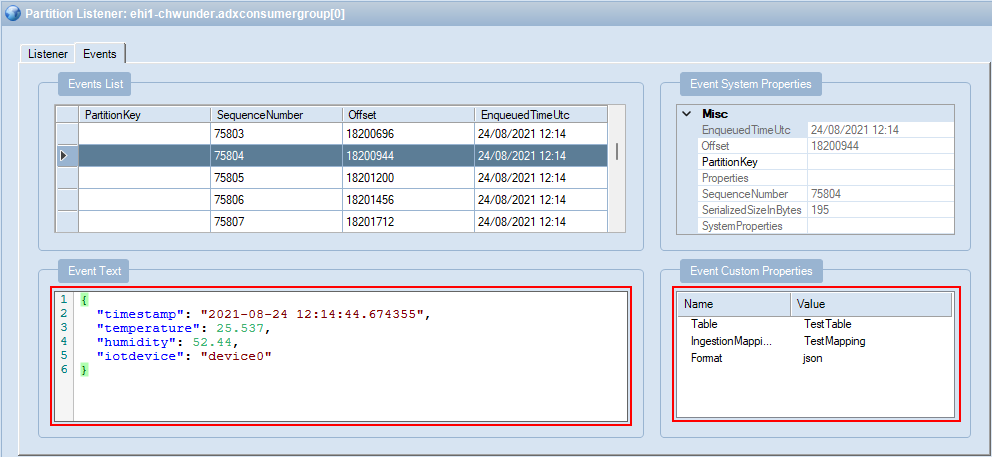 Partition Listener: ehi1-chwunder.adxconsumergroup[0]
Listener Events
Events List
PartitionKey SequenceNumber Offset EnqueuedTimeUtc
75803 18200696 24/08/2021 12:14
75804 18200944 24/08/2021 12:14
75805 18201200 24/08/2021 12:14
75806 18201456 24/08/2021 12:14
75807 18201712 24/08/2021 12:14
Event System Properties
Misc
EnqueuedTimeUtc 24/08/2021 12:14
Offset 18200944
PartitionKey
Properties
SequenceNumber 75804
SerializedSizeInBytes 195
SystemProperties
Event Text
1 {
2 "timestamp": "2021-08-24 12:14:44.674355",
3 "temperature": 25.537,
4 "humidity": 52.44,
5 "iotdevice": "device0"
6 }
Event Custom Properties
Name Value
Table TestTable
IngestionMappi... TestMapping
Format json